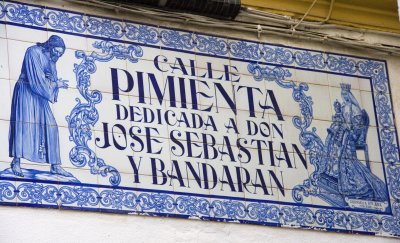 CALLE
PIMIENTA
DEDICADA A DON
JOSE SEBASTIAN
Y BANDARAN